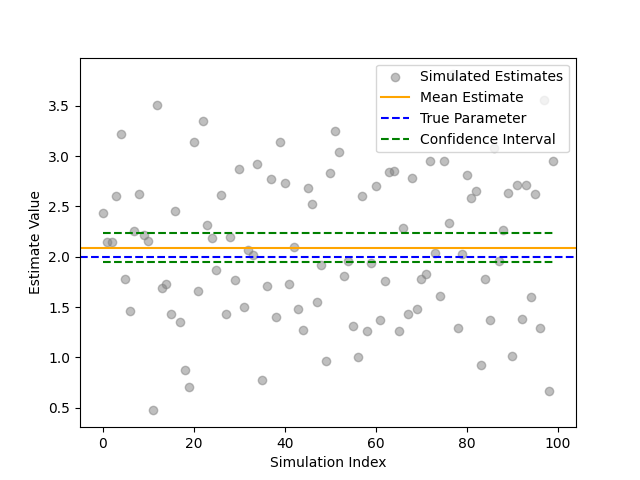 Simulated Estimates
Mean Estimate
True Parameter
Confidence Interval
3.5
3.0
2.5
2.0
1.5
1.0
0.5
Estimate Value
0 20 40 60 80 100
Simulation Index